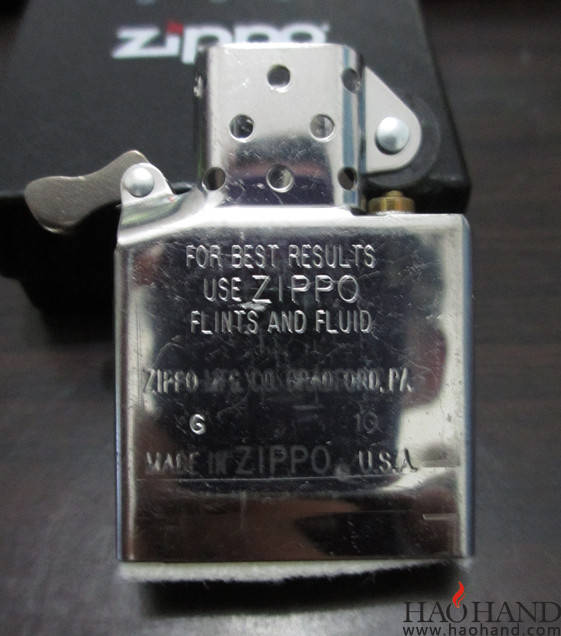 zippo
FOR BEST RESULTS
USE ZIPPO
FLINTS AND FLUID
ZIPPO MFG. CO. BRADFORD, PA.
G 10
MADE IN ZIPPO U.S.A.
HAOHAND
www.haohand.com